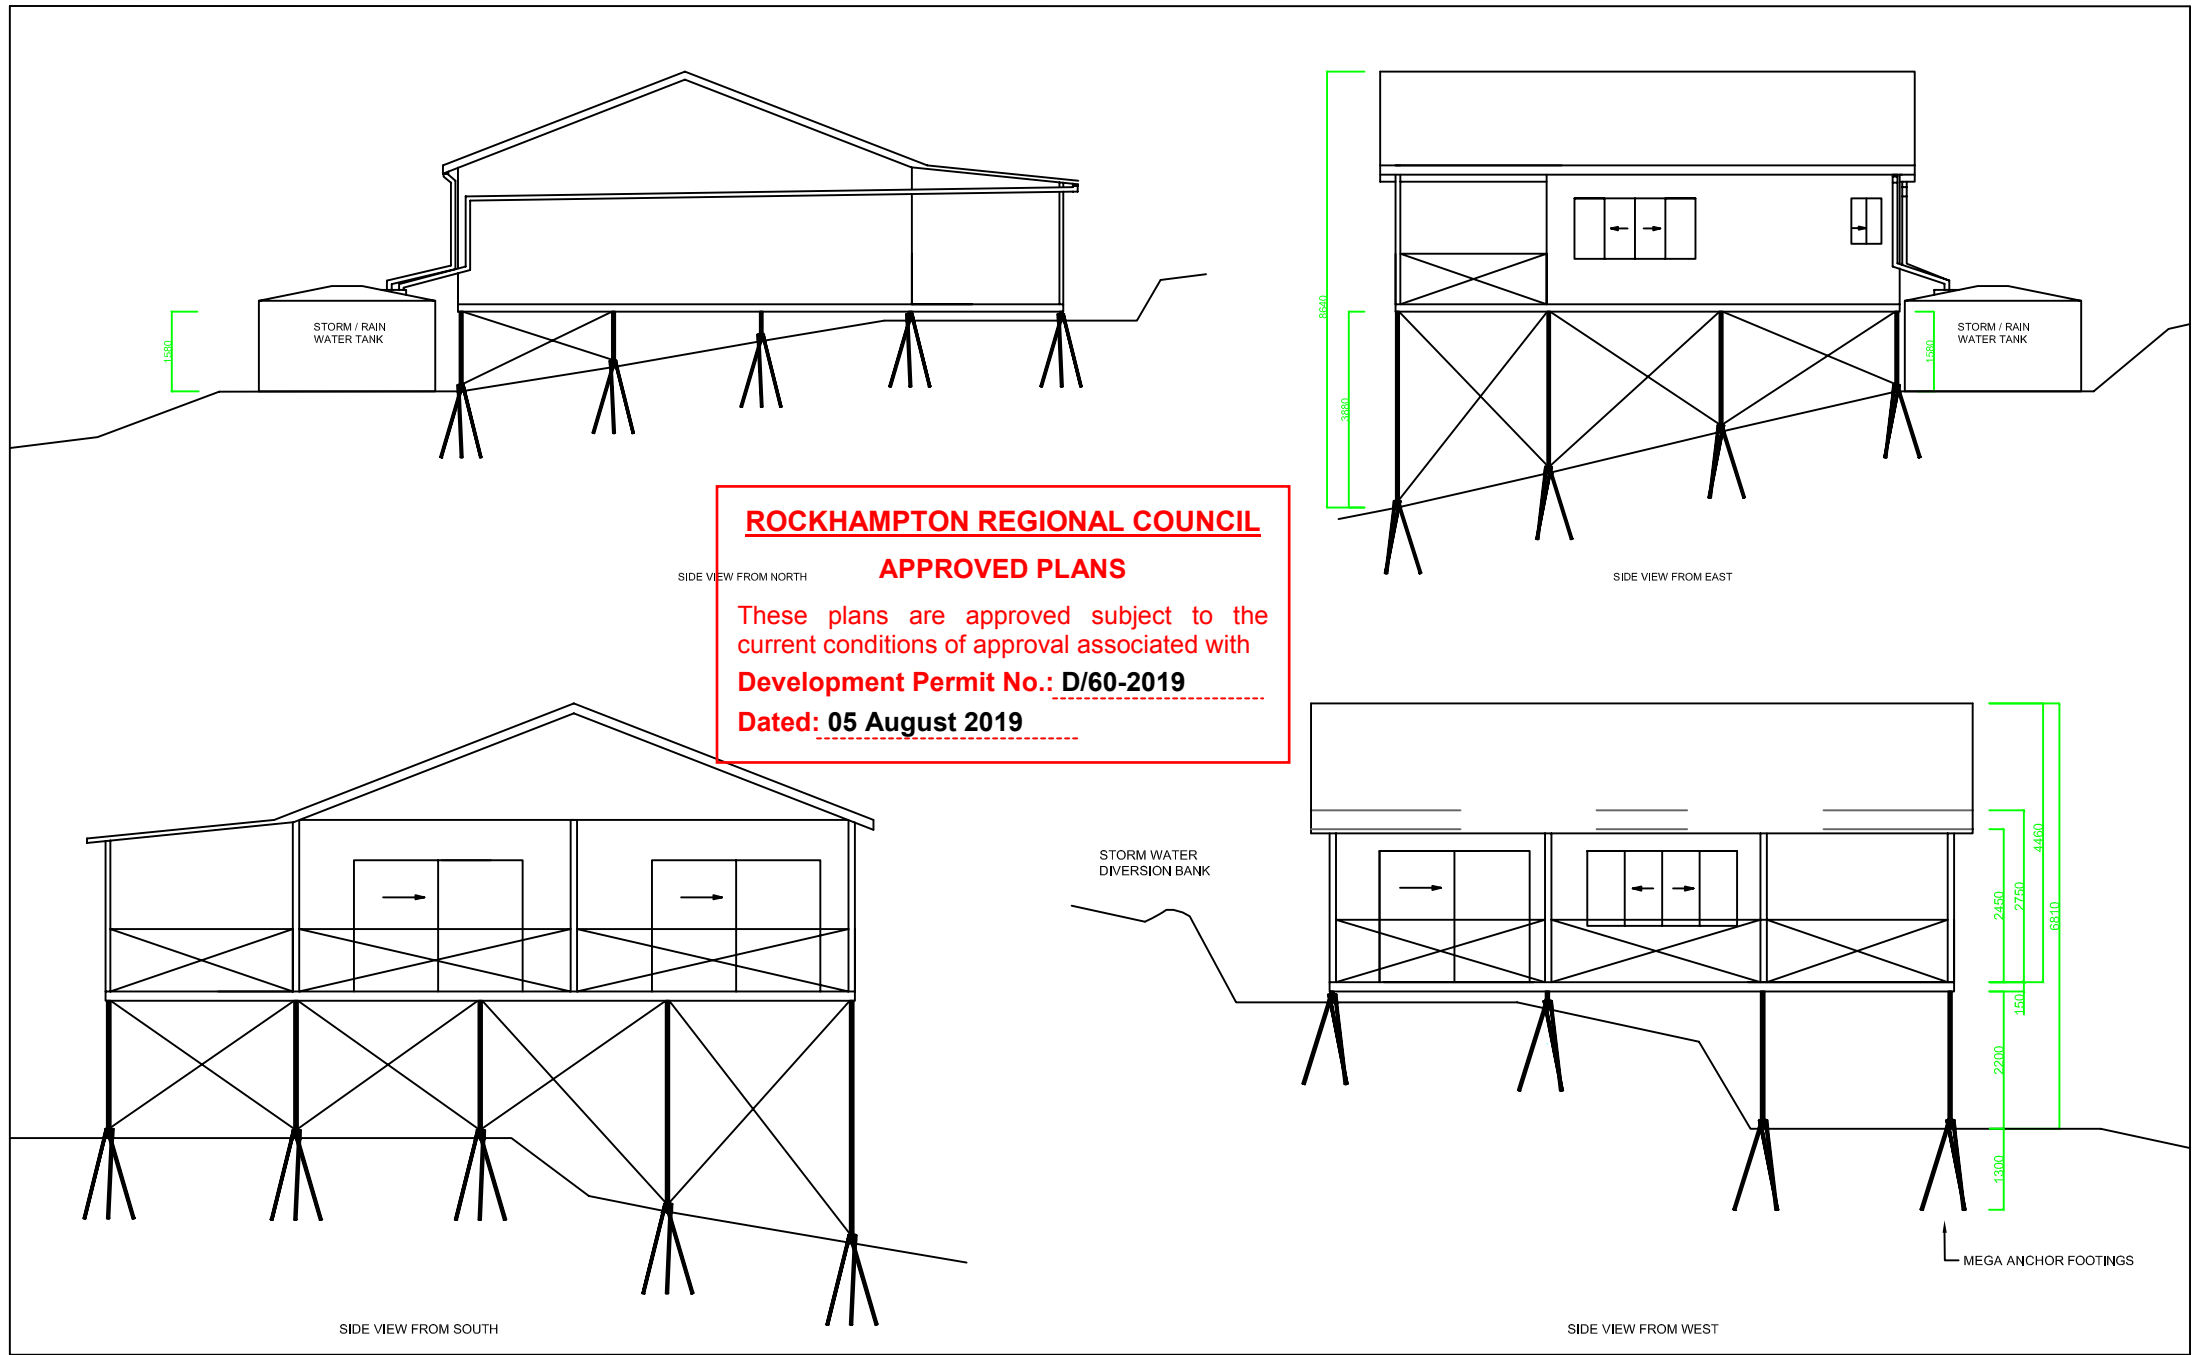 STORM / RAIN
WATER TANK
1580
SIDE VIEW FROM NORTH
8640
3880
1580
STORM / RAIN
WATER TANK
SIDE VIEW FROM EAST
ROCKHAMPTON REGIONAL COUNCIL
APPROVED PLANS
These plans are approved subject to the
current conditions of approval associated with
Development Permit No.: D/60-2019
Dated: 05 August 2019
SIDE VIEW FROM SOUTH
STORM WATER
DIVERSION BANK
2450
2750
4460
6810
150
2200
1300
MEGA ANCHOR FOOTINGS
SIDE VIEW FROM WEST